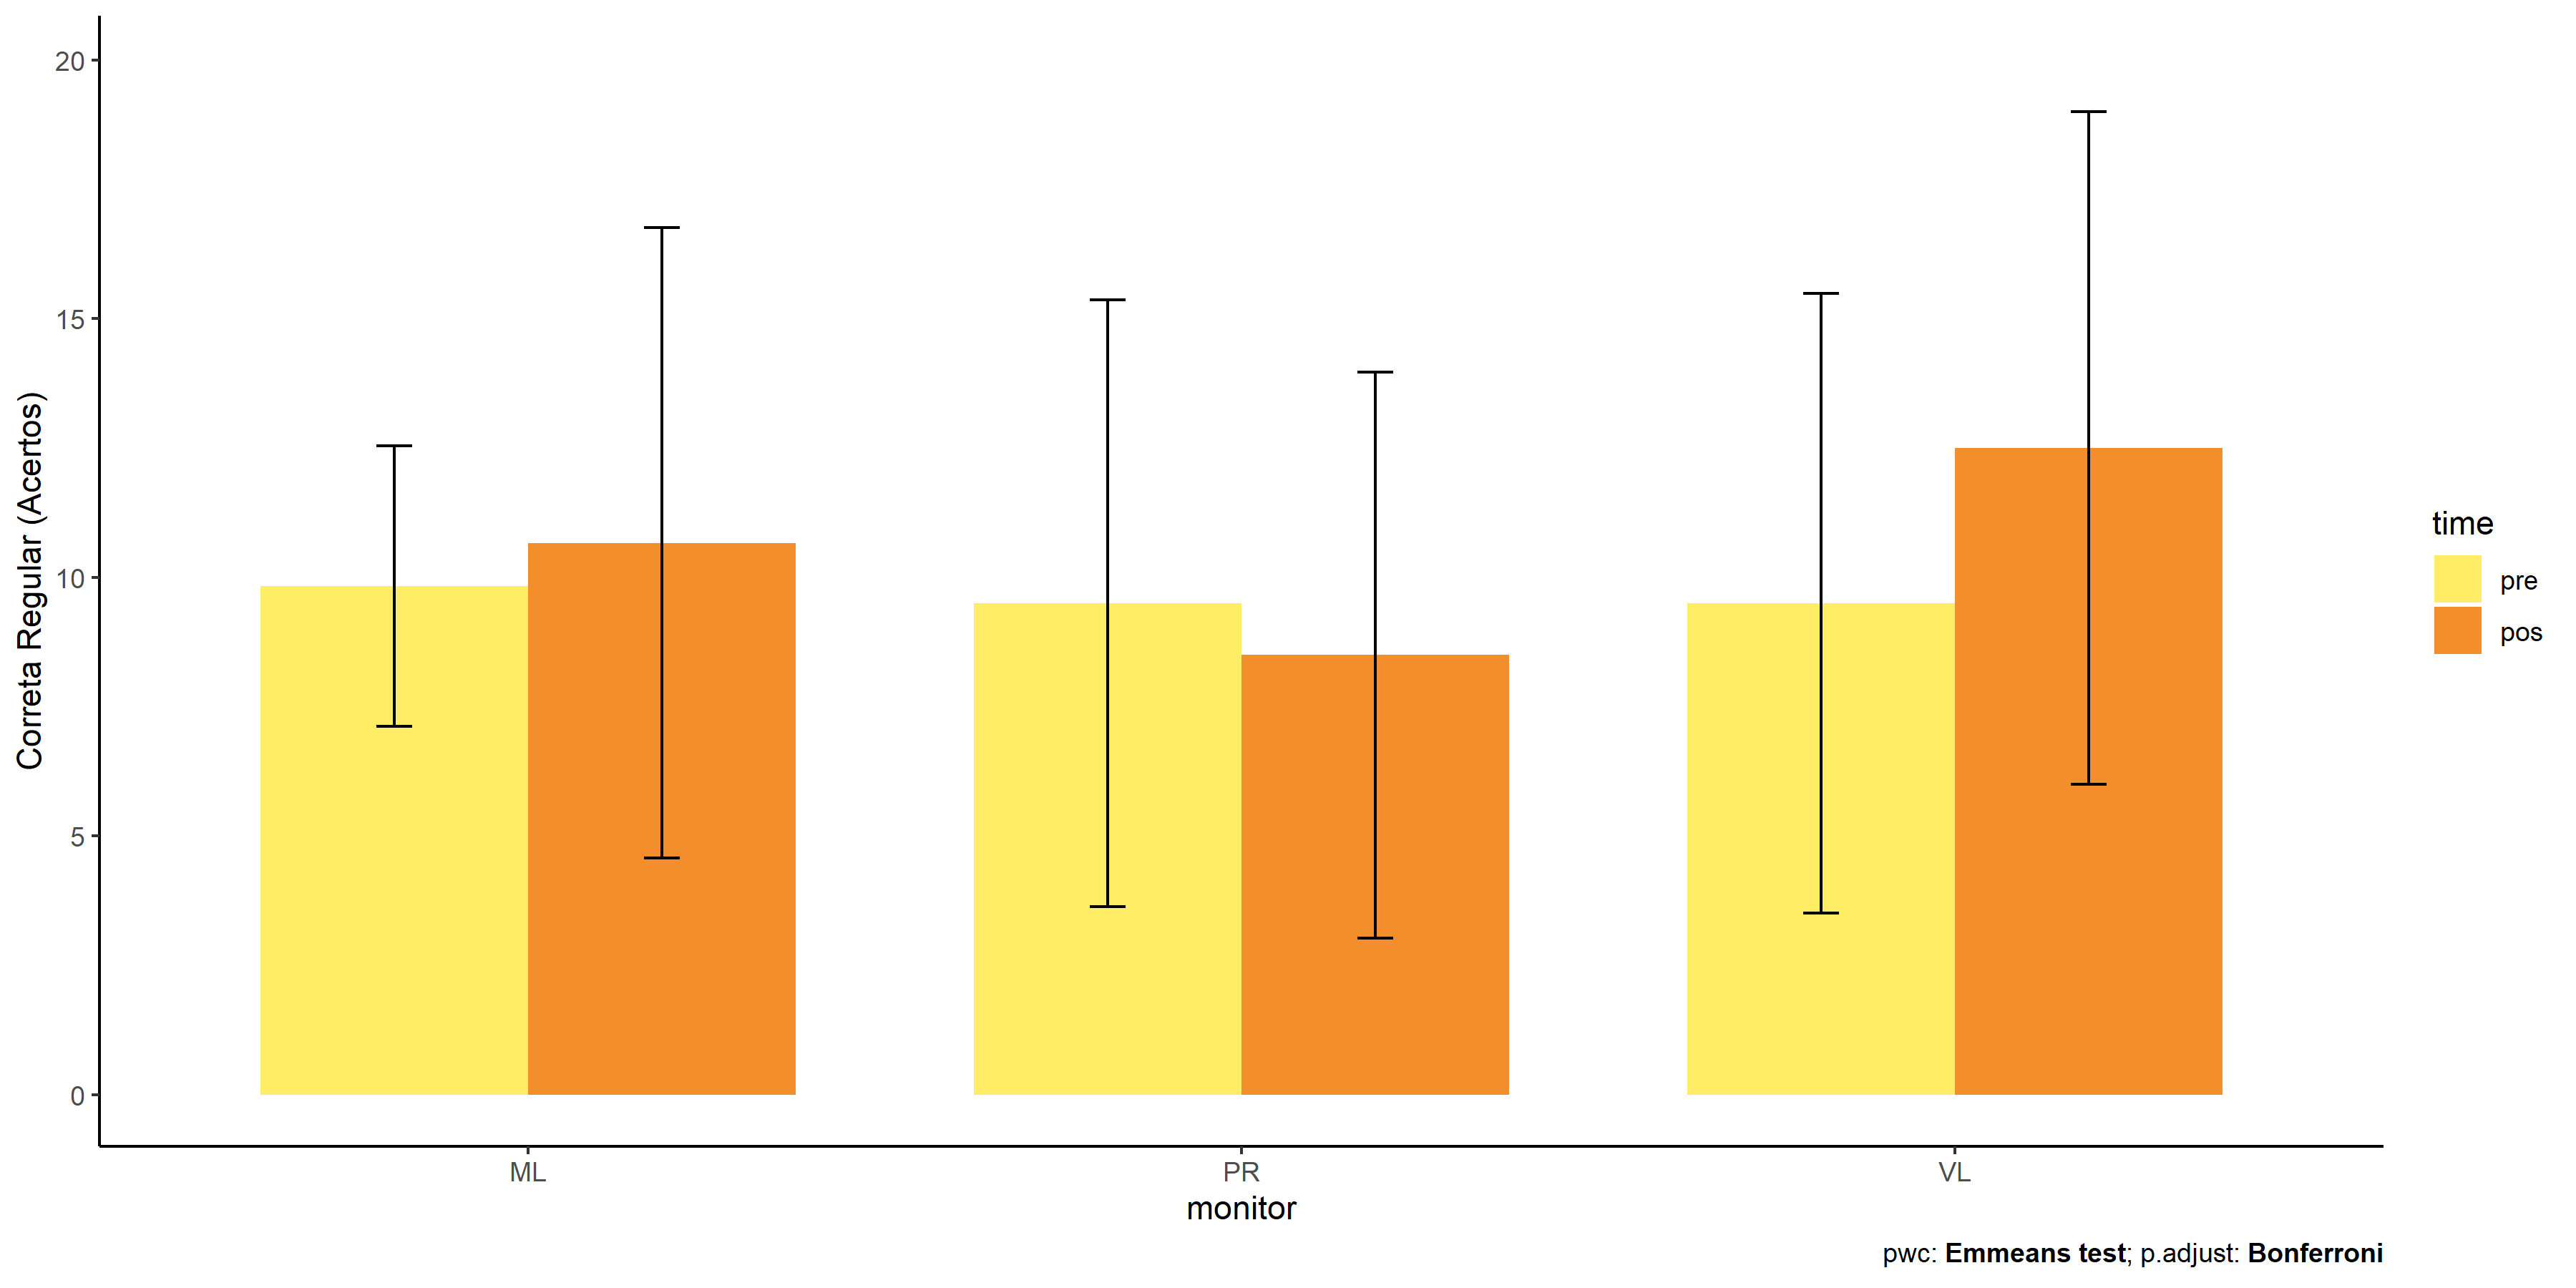 Correta Regular (Acertos)
20
15
10
5
0
ML
PR
VL
monitor
time
pre
pos
pwc: Emmeans test; p.adjust: Bonferroni